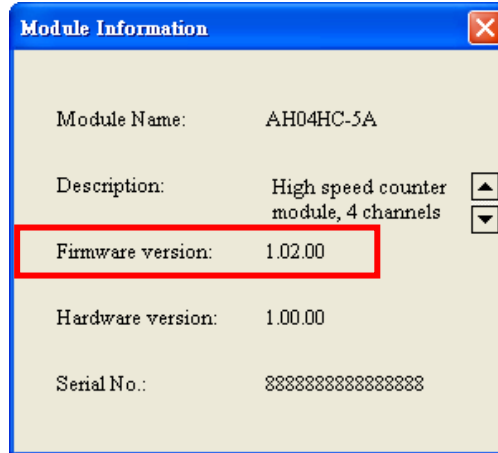 Module Information
Module Name: AH04HC-5A
Description: High speed counter
module, 4 channels
Firmware version: 1.02.00
Hardware version: 1.00.00
Serial No.: 8888888888888888